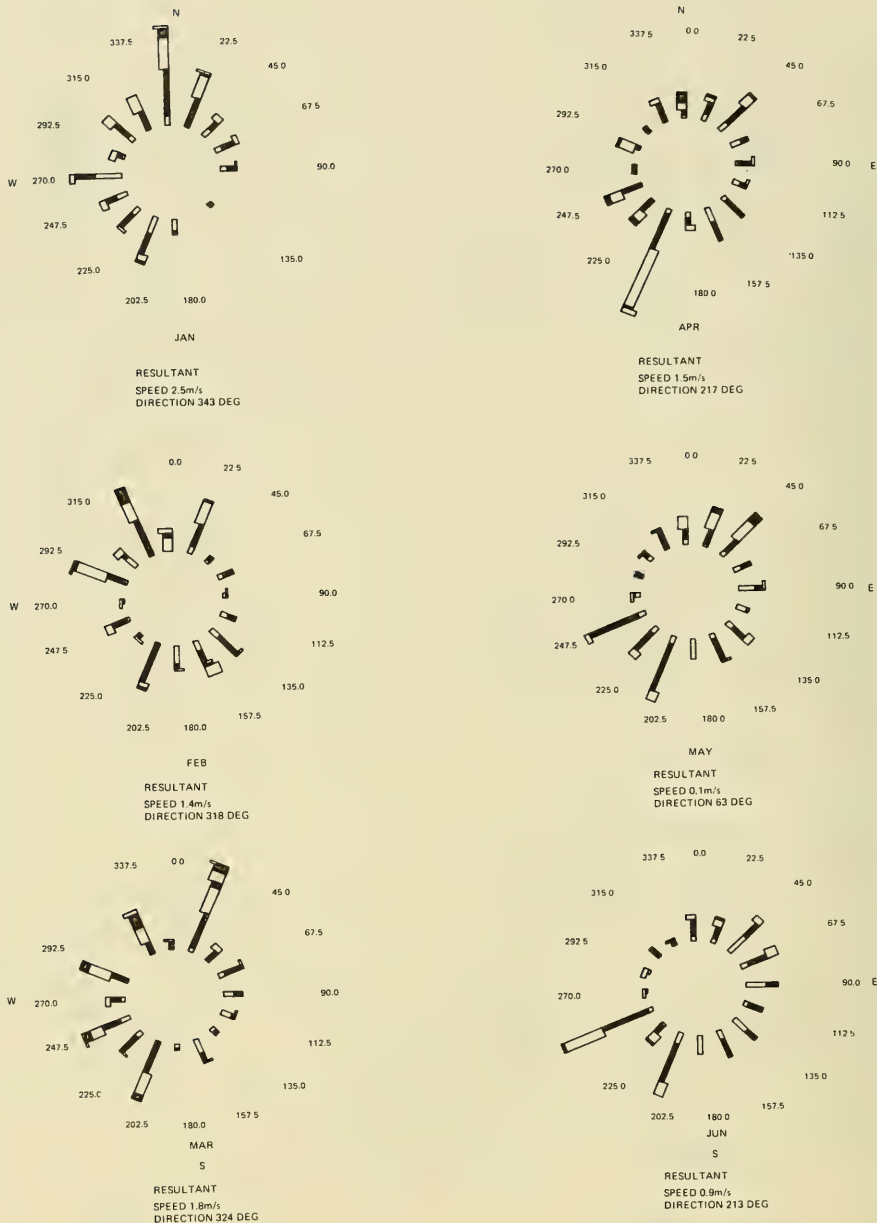 N
337.5
22.5
315.0
45 0
292.5
67 5
W
270.0
90.0
247.5
225.0
135.0
202.5
180.0
JAN
RESULTANT
SPEED 2.5m/s
DIRECTION 343 DEG
N
337 5
0 0
22 5
315.0
45 0
292.5
67.5
270 0
90 0
E
247.5
112.5
225 0
135 0
157 5
180 0
APR
RESULTANT
SPEED 1.5m/s
DIRECTION 217 DEG
0.0
22 5
315 0
45.0
292 5
67.5
W
270.0
90.0
247 5
112.5
225.0
135.0
202.5
180.0
157.5
FEB
RESULTANT
SPEED 1.4m/s
DIRECTION 318 DEG
337 5
0 0
22.5
315.0
45 0
292.5
67 5
270 0
90 0
E
247.5
112.5
225 0
135 0
202.5
180 0
157.5
MAY
RESULTANT
SPEED 0.1m/s
DIRECTION 63 DEG
337.5
0 0
45 0
292.5
67.5
W
270.0
90.0
247.5
112.5
225.0
135.0
202.5
180.0
157 5
MAR
S
RESULTANT
SPEED 1.8m/s
DIRECTION 324 DEG
337 5
0.0
22.5
315 0
45 0
292 5
67 5
270.0
90.0
E
112 5
225 0
135 0
202.5
180 0
157.5
JUN
S
RESULTANT
SPEED 0.9m/s
DIRECTION 213 DEG